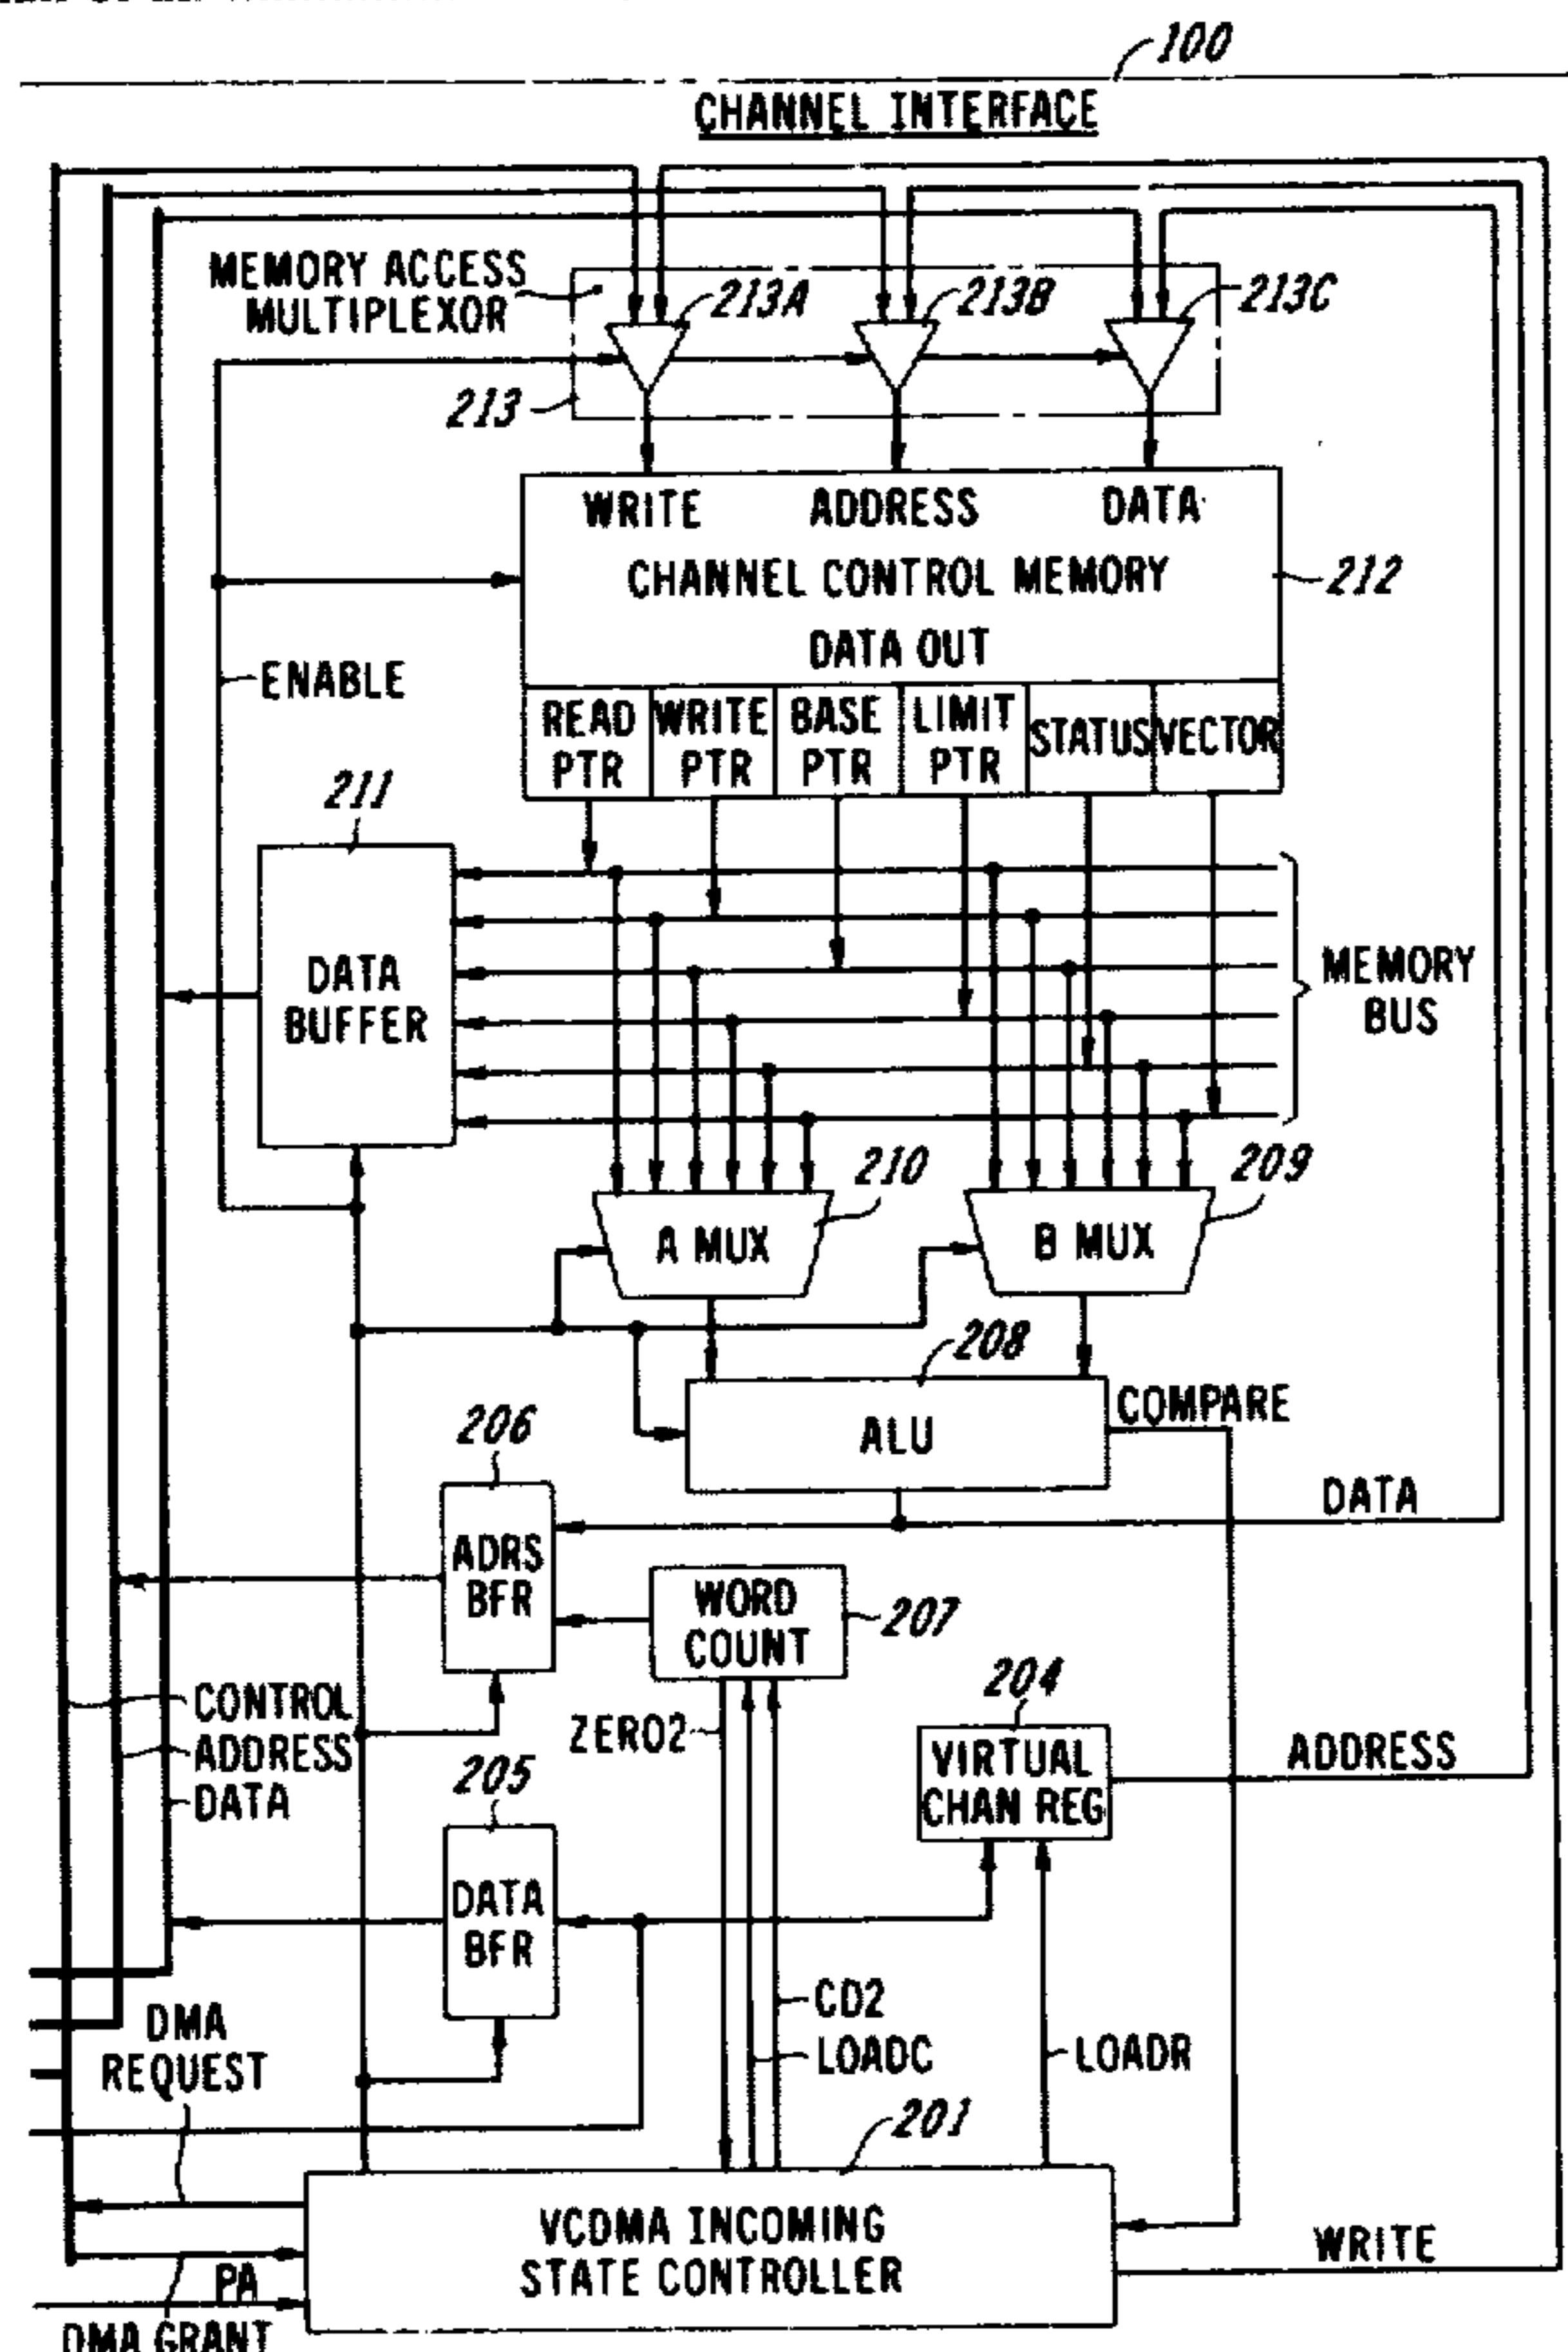 100
CHANNEL INTERFACE
MEMORY ACCESS
MULTIPLEXOR
213A
213B
213C
213
WRITE ADDRESS DATA
CHANNEL CONTROL MEMORY
212
DATA OUT
ENABLE
READ
PTR
WRITE
PTR
BASE
PTR
LIMIT
PTR
STATUS
VECTOR
211
DATA
BUFFER
MEMORY
BUS
210
209
A MUX
B MUX
208
ALU
COMPARE
206
DATA
ADRS
BFR
WORD
COUNT
207
204
CONTROL
ADDRESS
DATA
ZERO2
VIRTUAL
CHAN REG
ADDRESS
205
DATA
BFR
CD2
LOADC
LOADR
DMA
REQUEST
201
VCDMA INCOMING
STATE CONTROLLER
WRITE
PA
DMA GRANT